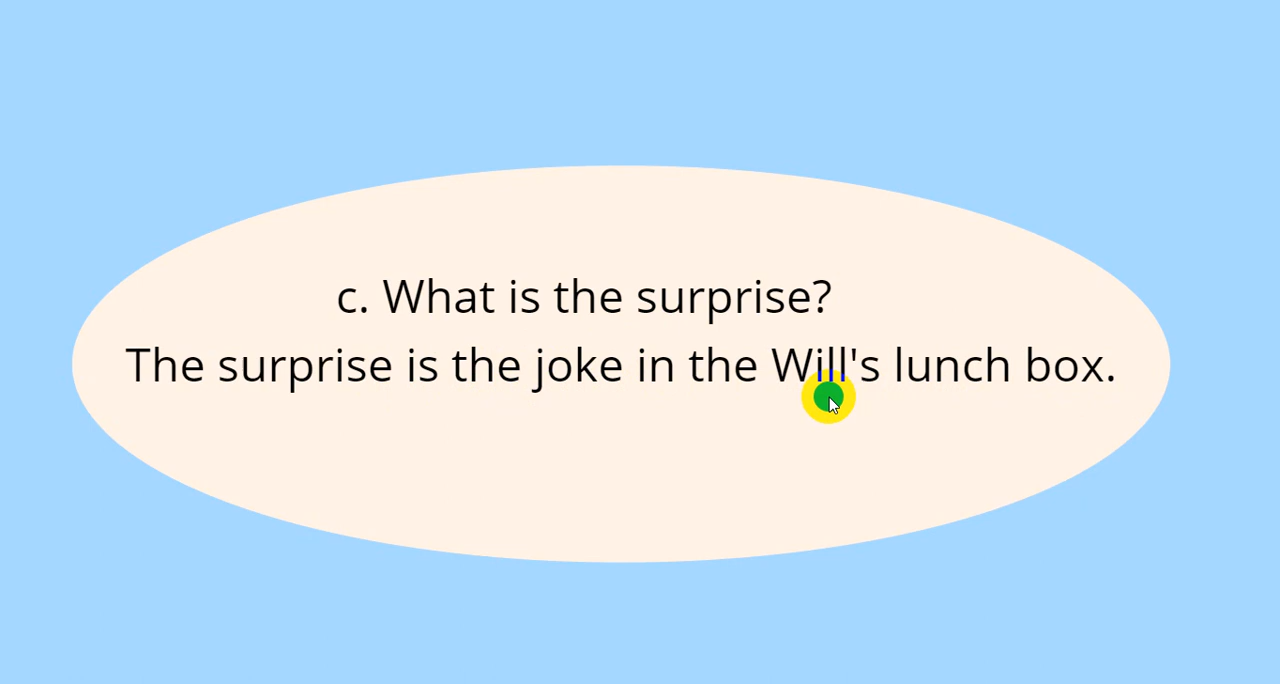 c. What is the surprise?
The surprise is the joke in the Will's lunch box.